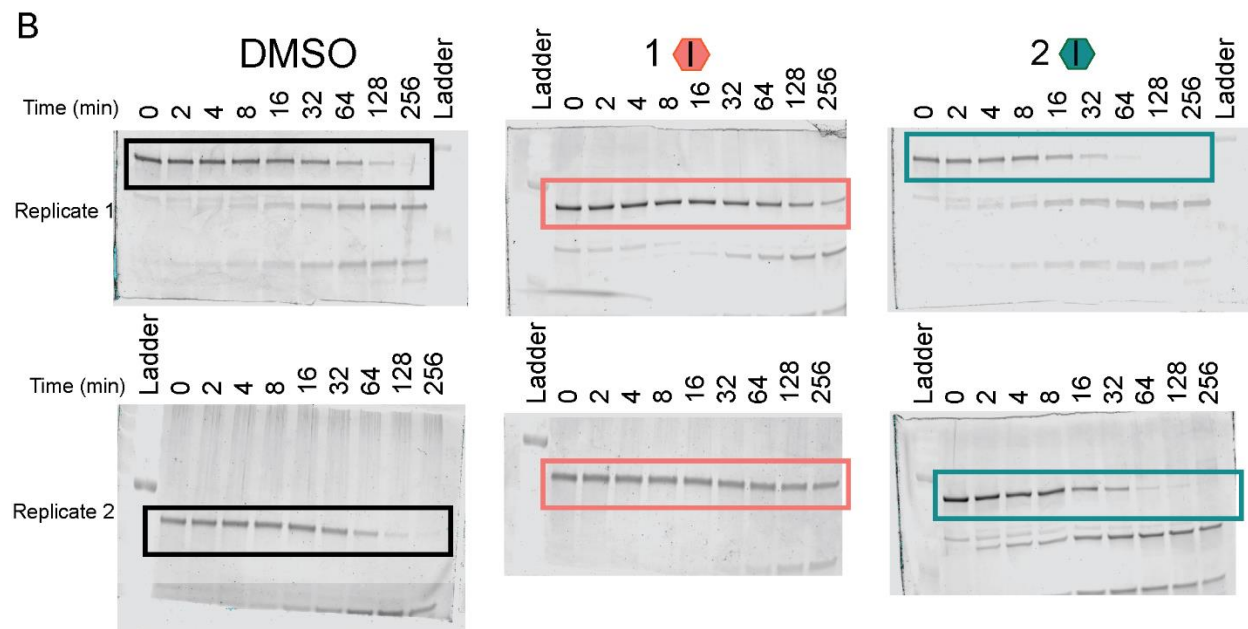 B
DMSO
1 I
2 I
Time (min) 0 2 4 8 16 32 64 128 256 Ladder
Ladder 0 2 4 8 16 32 64 128 256
0 2 4 8 16 32 64 128 256 Ladder
Replicate 1
Time (min) Ladder 0 2 4 8 16 32 64 128 256
Ladder 0 2 4 8 16 32 64 128 256
Ladder 0 2 4 8 16 32 64 128 256
Replicate 2